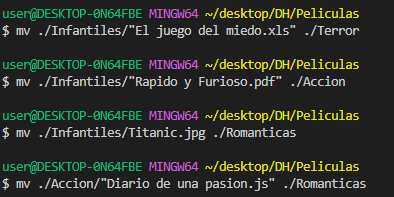 user@DESKTOP-0N64FBE MINGW64 ~/desktop/DH/Peliculas
$ mv ./Infantiles/"El juego del miedo.xls" ./Terror
user@DESKTOP-0N64FBE MINGW64 ~/desktop/DH/Peliculas
$ mv ./Infantiles/"Rapido y Furioso.pdf" ./Accion
user@DESKTOP-0N64FBE MINGW64 ~/desktop/DH/Peliculas
$ mv ./Infantiles/Titanic.jpg ./Romanticas
user@DESKTOP-0N64FBE MINGW64 ~/desktop/DH/Peliculas
$ mv ./Accion/"Diario de una pasion.js" ./Romanticas